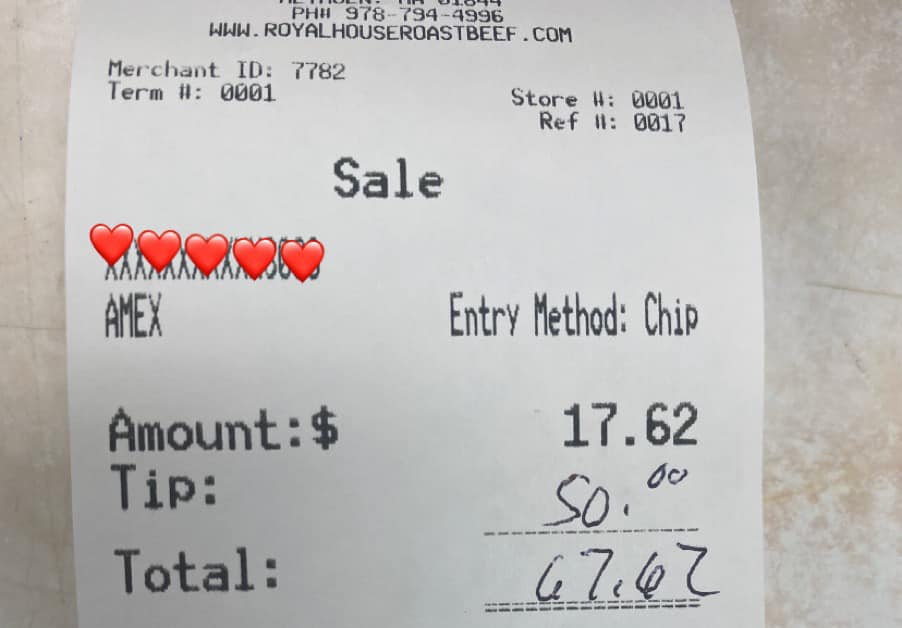 PH# 978-794-4996
WWW.ROYALHOUSEROASTBEEF.COM
Merchant ID: 7782
Term #: 0001
Store #: 0001
Ref #: 0017
Sale
AMEX
Entry Method: Chip
Amount:$ 17.62
Tip: 50.00
Total: 67.62